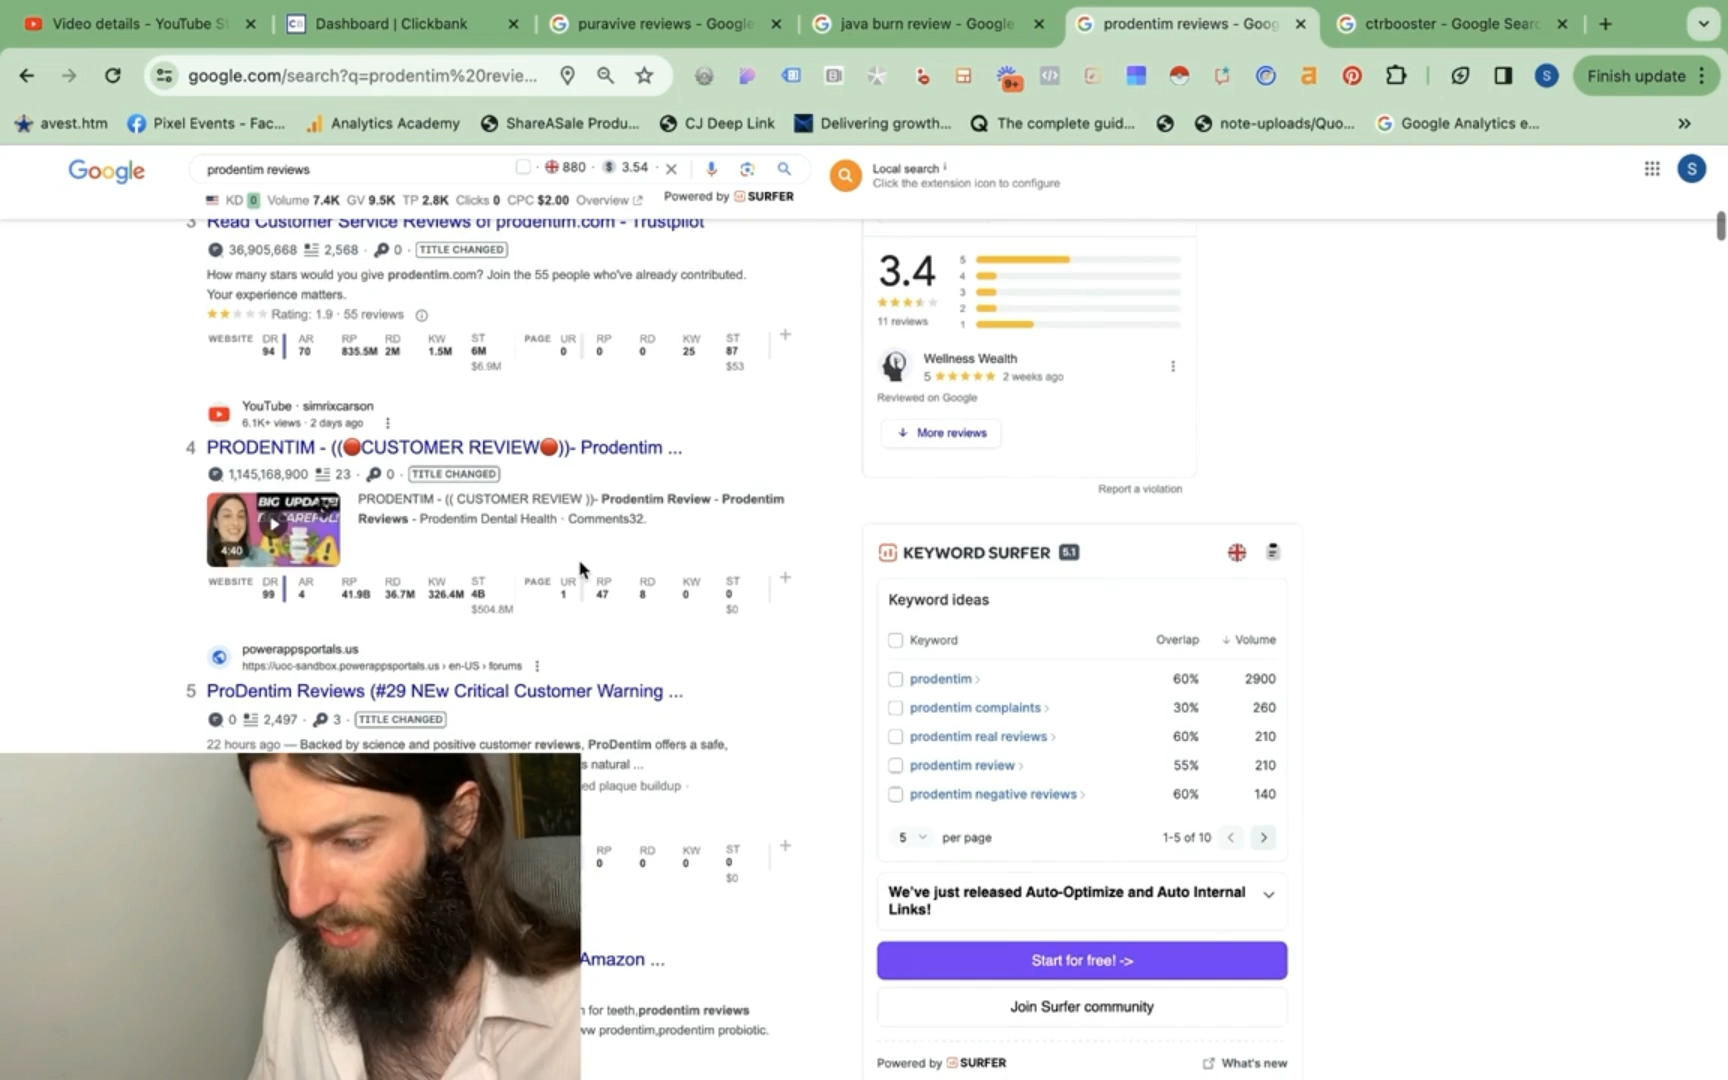 Video details - YouTube S
Dashboard | Clickbank
puravive reviews - Google
java burn review - Google
prodentim reviews - Goog
ctrbooster - Google Sear
google.com/search?q=prodentim%20revie...
9+
S
Finish update
avest.htm
Pixel Events - Fac...
Analytics Academy
ShareASale Produ...
CJ Deep Link
Delivering growth...
The complete guid...
note-uploads/Quo...
Google Analytics e...
Google
prodentim reviews
880
3.54
Local search
Click the extension icon to configure
S
KD 0 Volume 7.4K GV 9.5K TP 2.8K Clicks 0 CPC $2.00 Overview
Powered by SURFER
3 Read Customer Service Reviews of prodentim.com - Trustpilot
36,905,668 2,568 · 0 · TITLE CHANGED
How many stars would you give prodentim.com? Join the 55 people who've already contributed.
Your experience matters.
Rating: 1.9 · 55 reviews
WEBSITE DR AR RP RD KW ST PAGE UR RP RD KW ST
94 70 835.5M 2M 1.5M 6M 0 0 0 25 87
$6.9M $53
YouTube · simrixcarson
6.1K+ views · 2 days ago
4 PRODENTIM - ((🔴CUSTOMER REVIEW🔴))- Prodentim ...
1,145,168,900 23 · 0 · TITLE CHANGED
BIG UPDATE!
BE CAREFUL!
4:40
PRODENTIM - (( CUSTOMER REVIEW ))- Prodentim Review - Prodentim
Reviews - Prodentim Dental Health · Comments32.
WEBSITE DR AR RP RD KW ST PAGE UR RP RD KW ST
99 4 41.9B 36.7M 326.4M 4B 1 47 8 0 0
$504.8M $0
powerappsportals.us
https://uoc-sandbox.powerappsportals.us › en-US › forums
5 ProDentim Reviews (#29 NEw Critical Customer Warning ...
0 2,497 · 3 · TITLE CHANGED
22 hours ago — Backed by science and positive customer reviews, ProDentim offers a safe,
s natural ...
ed plaque buildup ·
RP RD KW ST
0 0 0 0
$0
Amazon ...
for teeth,prodentim reviews
prodentim,prodentim probiotic.
3.4
11 reviews
5
4
3
2
1
Wellness Wealth
5 2 weeks ago
Reviewed on Google
More reviews
Report a violation
KEYWORD SURFER 5.1
Keyword ideas
Keyword Overlap Volume
prodentim 60% 2900
prodentim complaints 30% 260
prodentim real reviews 60% 210
prodentim review 55% 210
prodentim negative reviews 60% 140
5 per page 1-5 of 10
We've just released Auto-Optimize and Auto Internal
Links!
Start for free! ->
Join Surfer community
Powered by SURFER
What's new